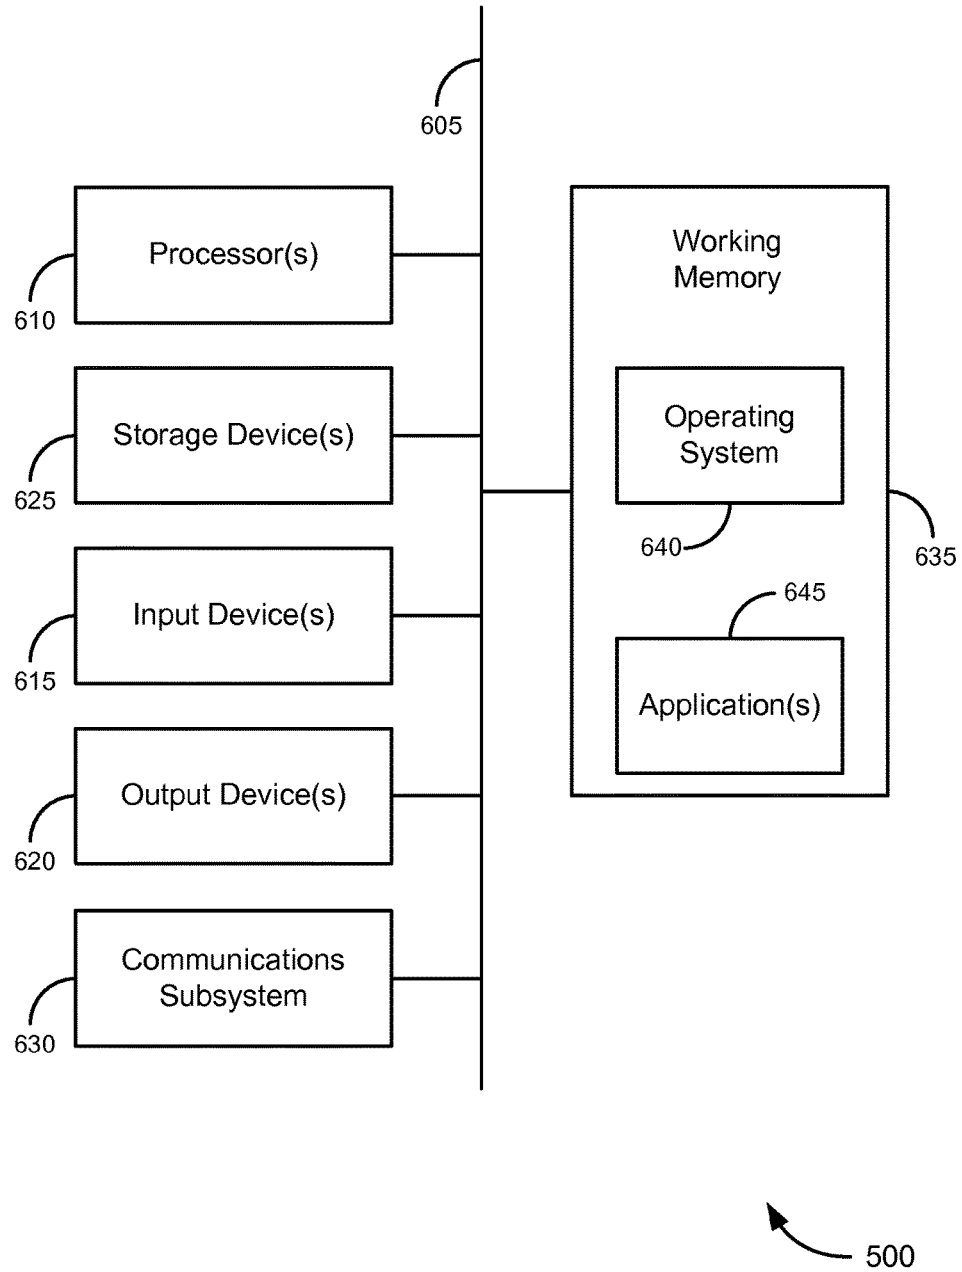 605
Processor(s)
610
Storage Device(s)
625
Input Device(s)
615
Output Device(s)
620
Communications
Subsystem
630
Working
Memory
Operating
System
640
635
645
Application(s)
500